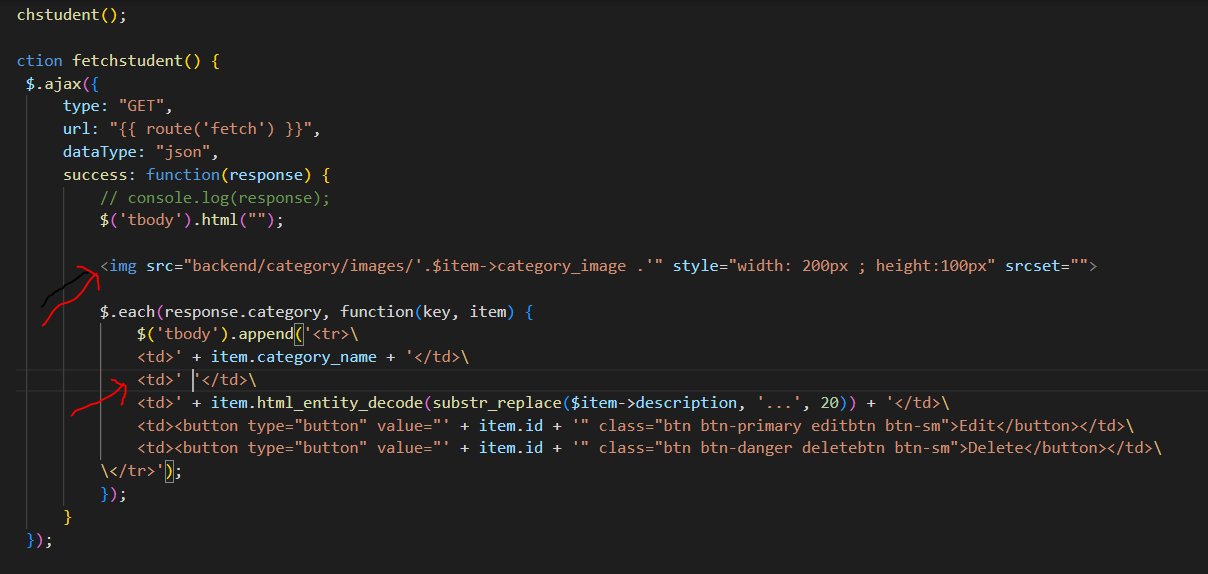 chstudent();
ction fetchstudent() {
$.ajax({
type: "GET",
url: "{{ route('fetch') }}",
dataType: "json",
success: function(response) {
// console.log(response);
$('tbody').html("");
<img src="backend/category/images/'.$item->category_image .'" style="width: 200px ; height:100px" srcset="">
$.each(response.category, function(key, item) {
$('tbody').append('<tr>\
<td>' + item.category_name + '</td>\
<td>' '</td>\
<td>' + item.html_entity_decode(substr_replace($item->description, '...', 20)) + '</td>\
<td><button type="button" value="' + item.id + '" class="btn btn-primary editbtn btn-sm">Edit</button></td>\
<td><button type="button" value="' + item.id + '" class="btn btn-danger deletebtn btn-sm">Delete</button></td>\
\</tr>');
});
}
});